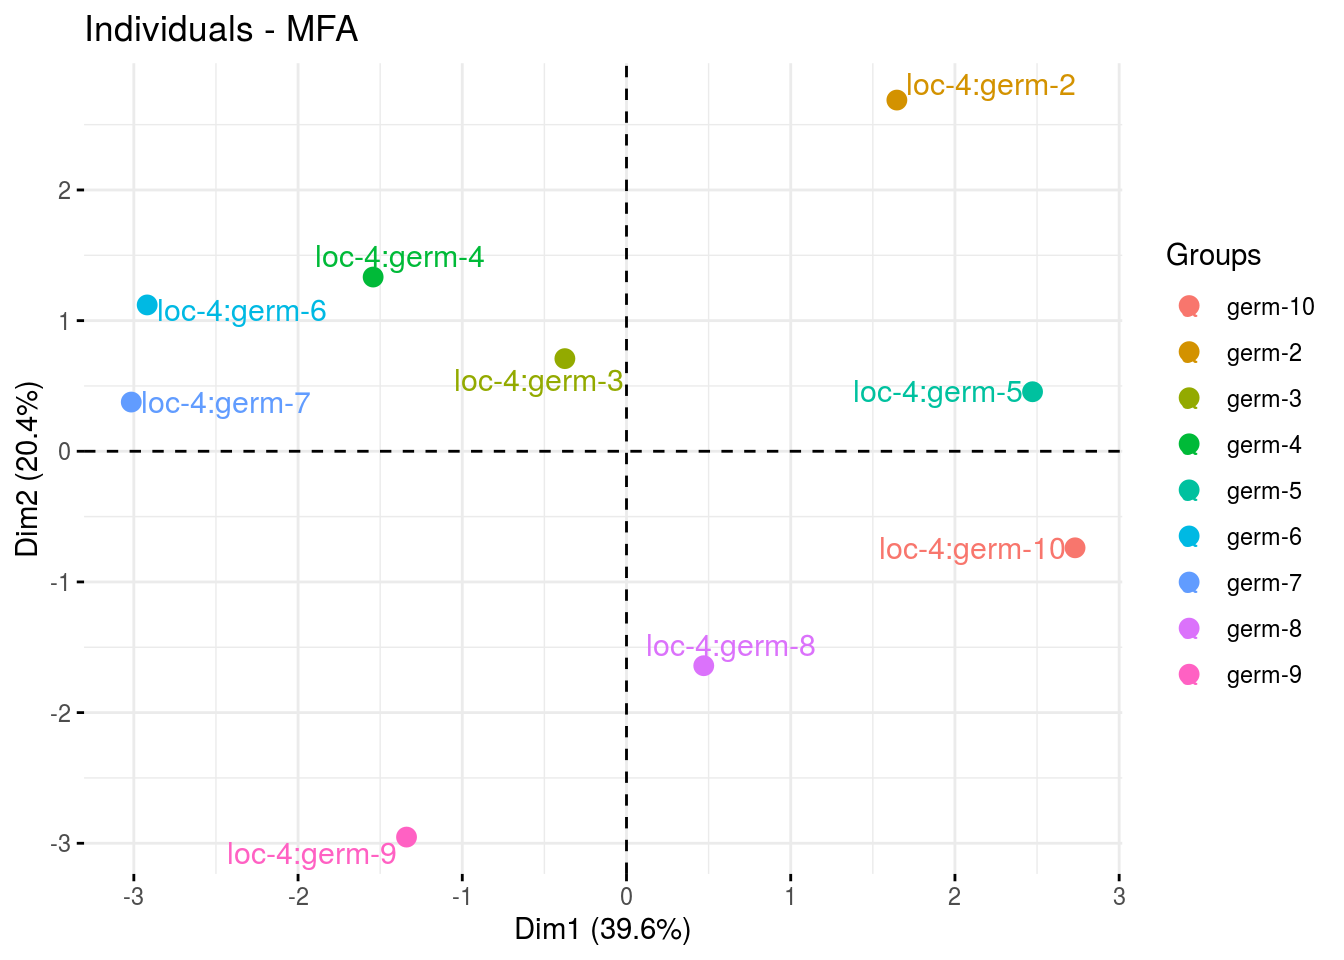 Individuals - MFA
loc-4:germ-2
loc-4:germ-4
loc-4:germ-6
loc-4:germ-3
loc-4:germ-7
loc-4:germ-5
loc-4:germ-10
loc-4:germ-8
loc-4:germ-9
2
1
0
-1
-2
-3
Dim2 (20.4%)
-3
-2
-1
0
1
2
3
Dim1 (39.6%)
Groups
germ-10
germ-2
germ-3
germ-4
germ-5
germ-6
germ-7
germ-8
germ-9